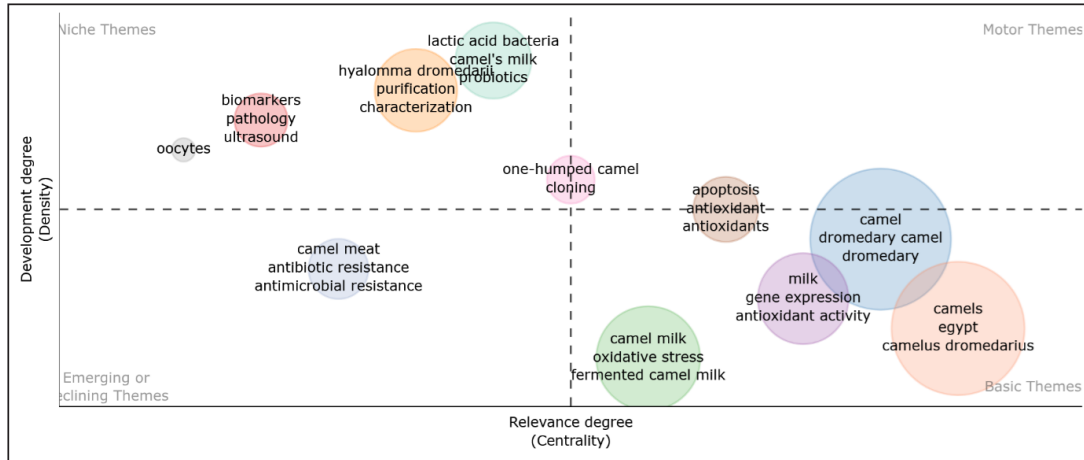 Niche Themes
Motor Themes
lactic acid bacteria
camel's milk
probiotics
hyalomma dromedarii
purification
characterization
biomarkers
pathology
ultrasound
oocytes
one-humped camel
cloning
apoptosis
antioxidant
antioxidants
camel
dromedary camel
dromedary
camel meat
antibiotic resistance
antimicrobial resistance
milk
gene expression
antioxidant activity
camels
egypt
camelus dromedarius
camel milk
oxidative stress
fermented camel milk
Emerging or
eclining Themes
Basic Themes
Development degree
(Density)
Relevance degree
(Centrality)